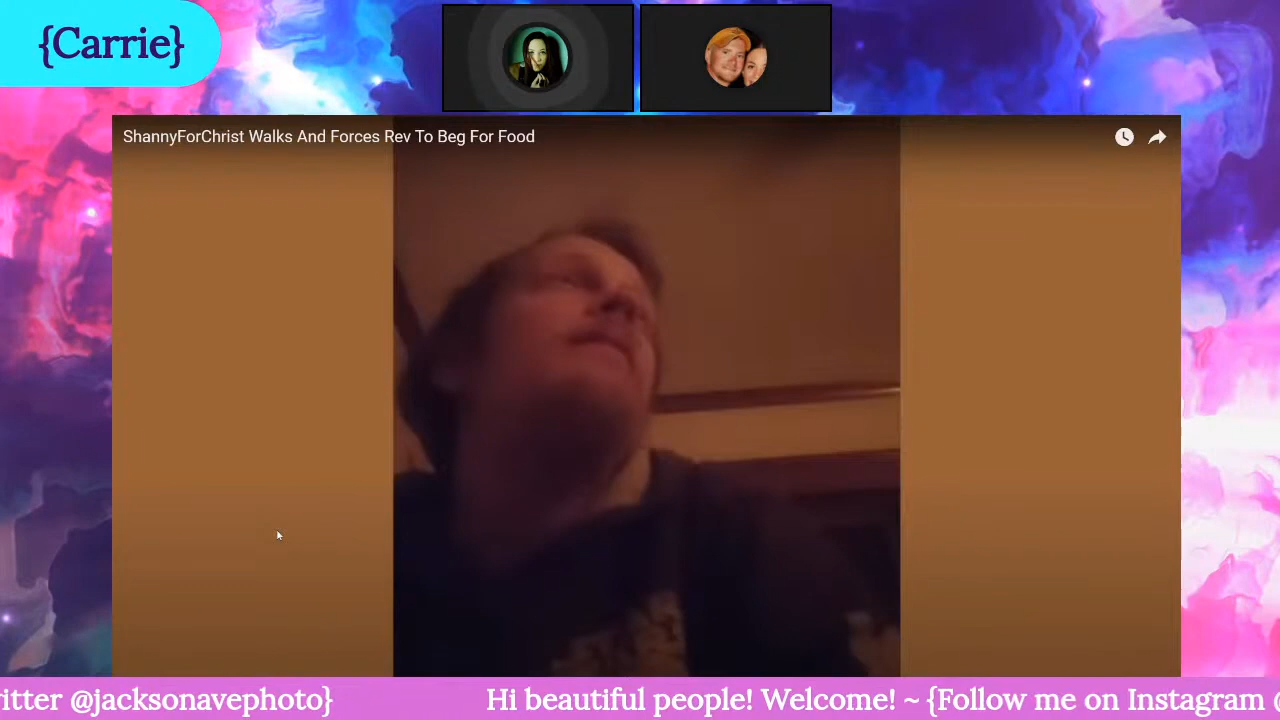 {Carrie}
ShannyForChrist Walks And Forces Rev To Beg For Food
itter @jacksonavephoto}
Hi beautiful people! Welcome! ~ {Follow me on Instagram